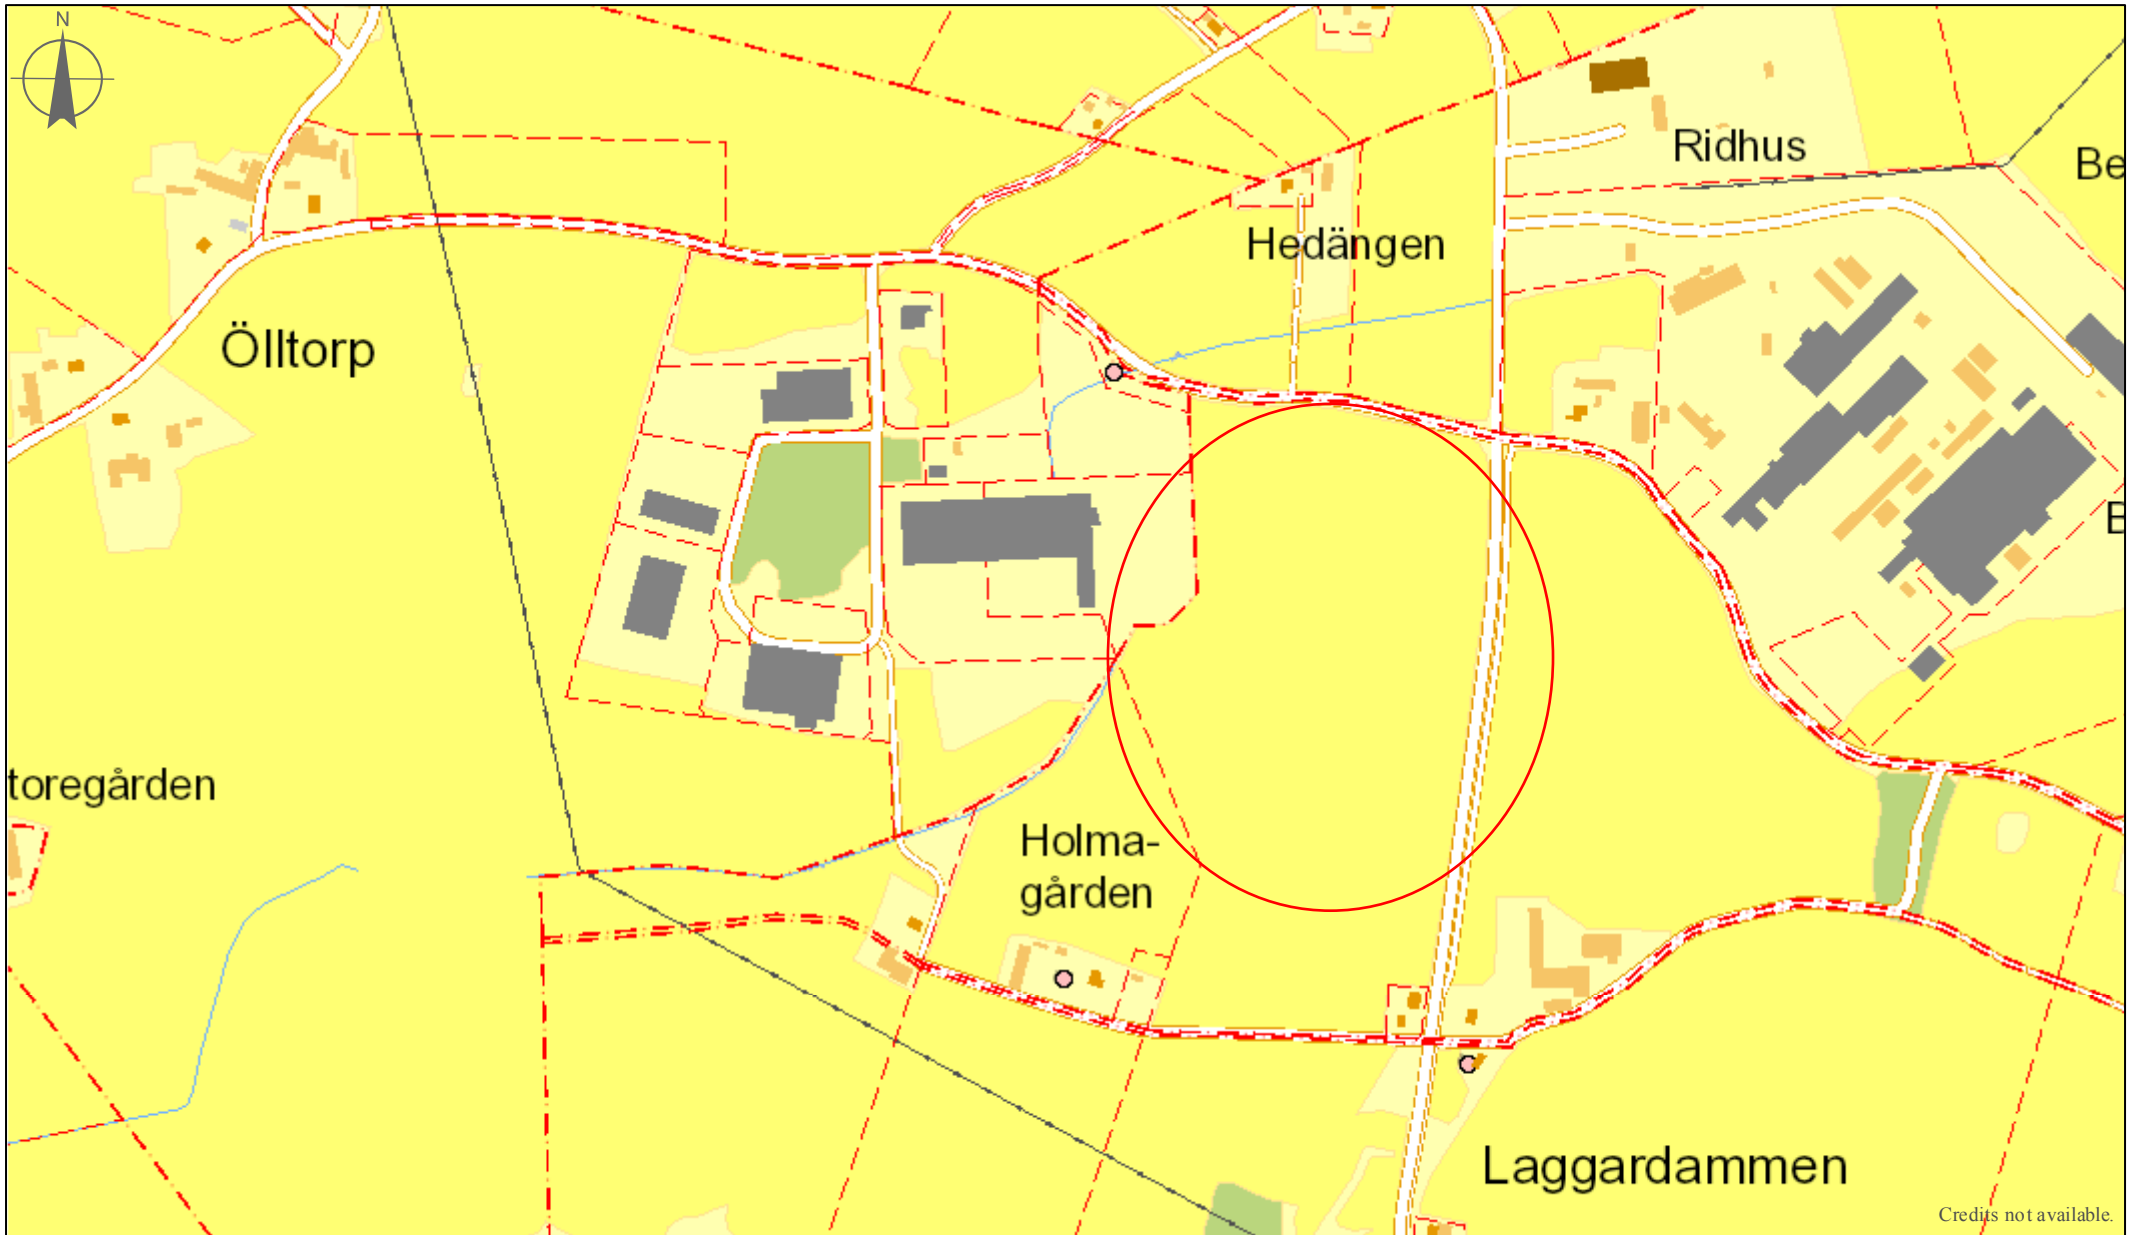 N
Ridhus
Be
Hedängen
Ölltorp
B
toregården
Holma-
gården
Laggardammen
Credits not available.